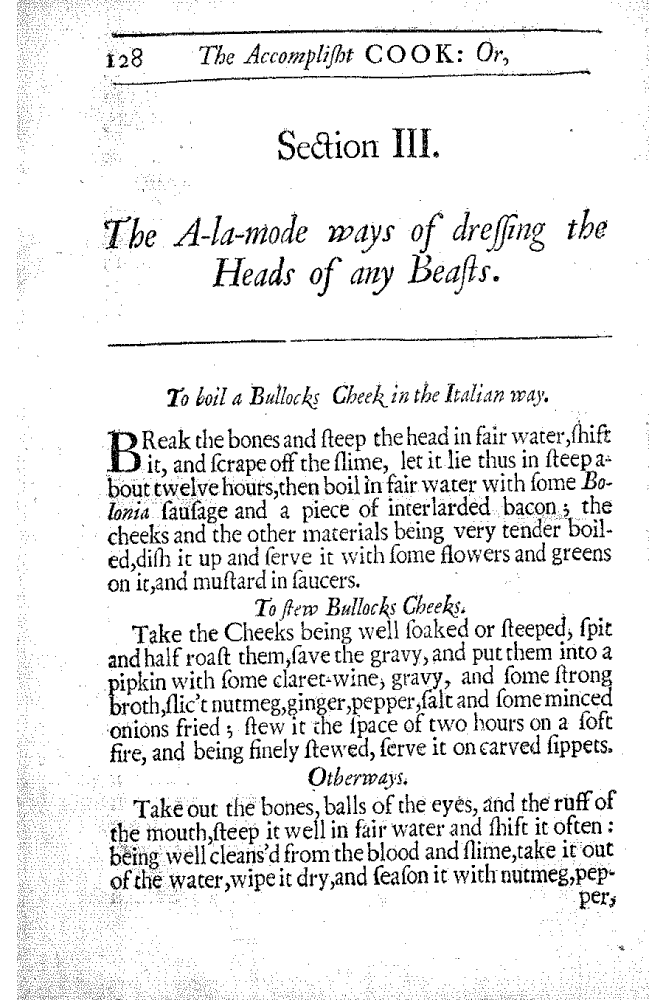 128 The Accompliſht COOK: Or,
Section III.
The A-la-mode ways of dreſſing the
Heads of any Beaſts.
To boil a Bullocks Cheek in the Italian way.
BReak the bones and ſteep the head in fair water,ſhift
it, and ſcrape off the ſlime, let it lie thus in ſteep a-
bout twelve hours,then boil in fair water with ſome Bo-
lonia ſauſage and a piece of interlarded bacon; the
cheeks and the other materials being very tender boil-
ed,diſh it up and ſerve it with ſome flowers and greens
on it,and muſtard in ſaucers.
To ſtew Bullocks Cheeks.
Take the Cheeks being well ſoaked or ſteeped, ſpit
and half roaſt them,ſave the gravy, and put them into a
pipkin with ſome claret-wine, gravy, and ſome ſtrong
broth,ſlic't nutmeg,ginger,pepper,ſalt and ſome minced
onions fried; ſtew it the ſpace of two hours on a ſoft
fire, and being finely ſtewed, ſerve it on carved ſippets.
Otherways.
Take out the bones, balls of the eyes, and the ruff of
the mouth,ſteep it well in fair water and ſhift it often:
being well cleans'd from the blood and ſlime,take it out
of the water,wipe it dry,and ſeaſon it with nutmeg,pep-
per,